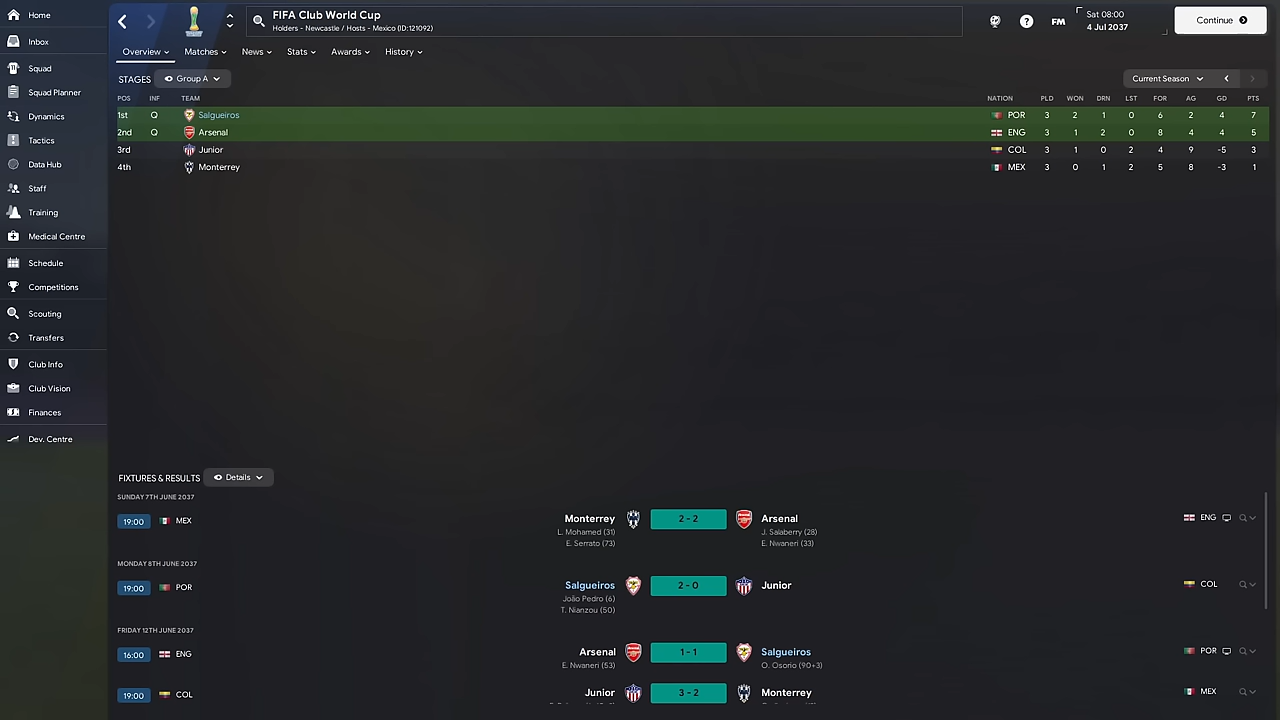 Home
Inbox
Squad
Squad Planner
Dynamics
Tactics
Data Hub
Staff
Training
Medical Centre
Schedule
Competitions
Scouting
Transfers
Club Info
Club Vision
Finances
Dev. Centre
FIFA Club World Cup
Holders - Newcastle / Hosts - Mexico (ID:121092)
FM
Sat 08:00
4 Jul 2037
Continue
Overview Matches News Stats Awards History
STAGES Group A Current Season
POS INF TEAM NATION PLD WON DRN LST FOR AG GD PTS
1st Q Salgueiros POR 3 2 1 0 6 2 4 7
2nd Q Arsenal ENG 3 1 2 0 8 4 4 5
3rd Junior COL 3 1 0 2 4 9 -5 3
4th Monterrey MEX 3 0 1 2 5 8 -3 1
FIXTURES & RESULTS Details
SUNDAY 7TH JUNE 2037
19:00 MEX Monterrey 2 - 2 Arsenal ENG
L. Mohamed (31) J. Salaberry (28)
E. Serrato (73) E. Nwaneri (33)
MONDAY 8TH JUNE 2037
19:00 POR Salgueiros 2 - 0 Junior COL
João Pedro (6)
T. Nianzou (50)
FRIDAY 12TH JUNE 2037
16:00 ENG Arsenal 1 - 1 Salgueiros POR
E. Nwaneri (53) O. Osorio (90+3)
19:00 COL Junior 3 - 2 Monterrey MEX